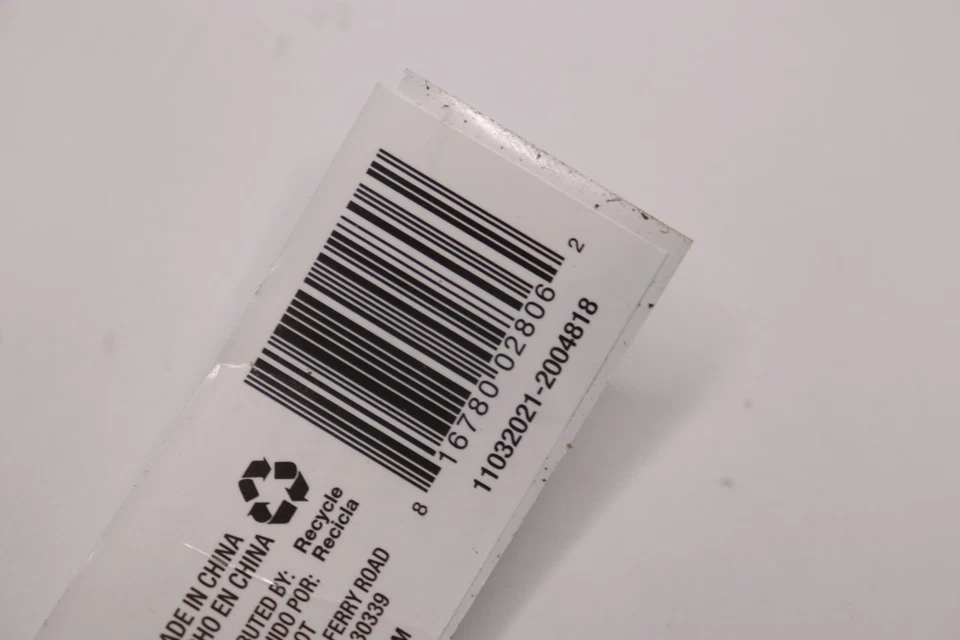 8 16780 02806 2
11032021-2004818
Recycle
Recicla
ADE IN CHINA
HO EN CHINA
UTED BY:
IDO POR:
OT
FERRY ROAD
30339
M